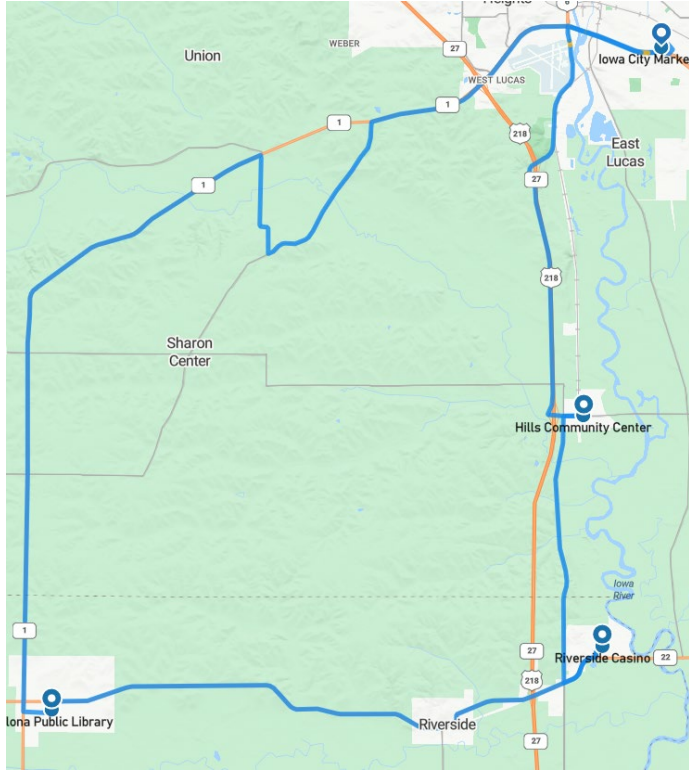 Heights
6
Iowa City Marke
Union
WEBER
27
WEST LUCAS
1
1
218
East
Lucas
27
1
218
Sharon
Center
Hills Community Center
Iowa
River
1
27
Riverside Casino
22
218
lona Public Library
Riverside
27